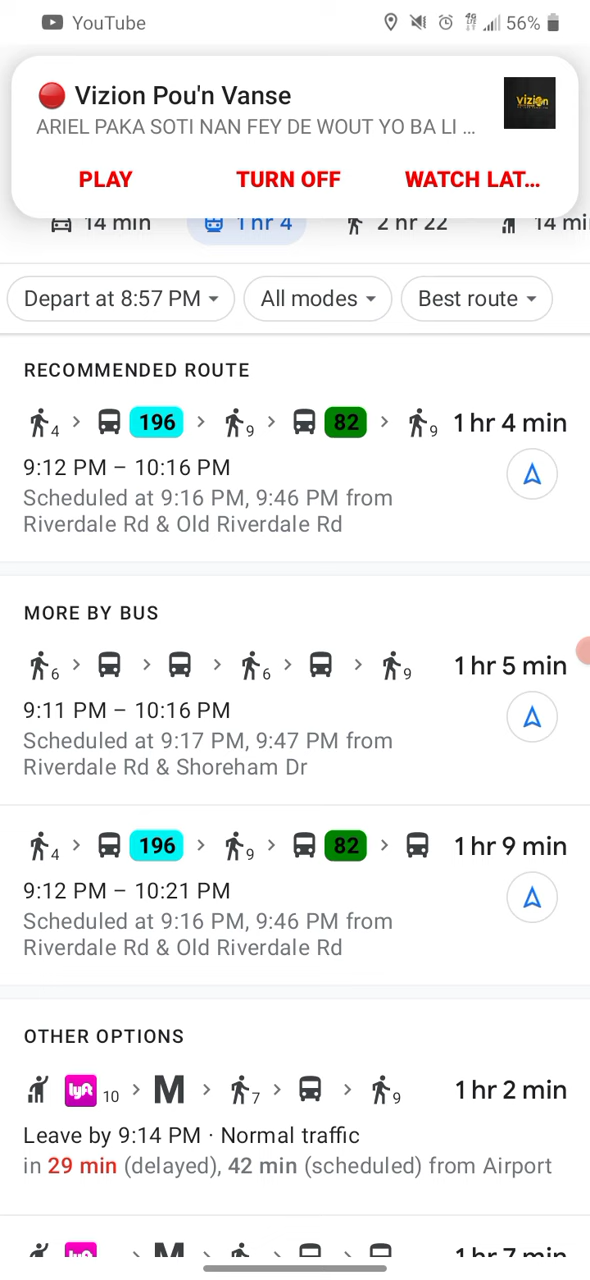 YouTube 56%
Vizion Pou'n Vanse
vizion
ARIEL PAKA SOTI NAN FEY DE WOUT YO BA LI ...
PLAY TURN OFF WATCH LAT...
14 min 1 hr 4 2 hr 22 14 mi
Depart at 8:57 PM All modes Best route
RECOMMENDED ROUTE
4 > 196 > 9 > 82 > 9 1 hr 4 min
9:12 PM – 10:16 PM
Scheduled at 9:16 PM, 9:46 PM from
Riverdale Rd & Old Riverdale Rd
MORE BY BUS
6 > > > 6 > > 9 1 hr 5 min
9:11 PM – 10:16 PM
Scheduled at 9:17 PM, 9:47 PM from
Riverdale Rd & Shoreham Dr
4 > 196 > 9 > 82 > 1 hr 9 min
9:12 PM – 10:21 PM
Scheduled at 9:16 PM, 9:46 PM from
Riverdale Rd & Old Riverdale Rd
OTHER OPTIONS
lyft 10 > M > 7 > > 9 1 hr 2 min
Leave by 9:14 PM · Normal traffic
in 29 min (delayed), 42 min (scheduled) from Airport
lyft > M > > > 1 hr 7 min